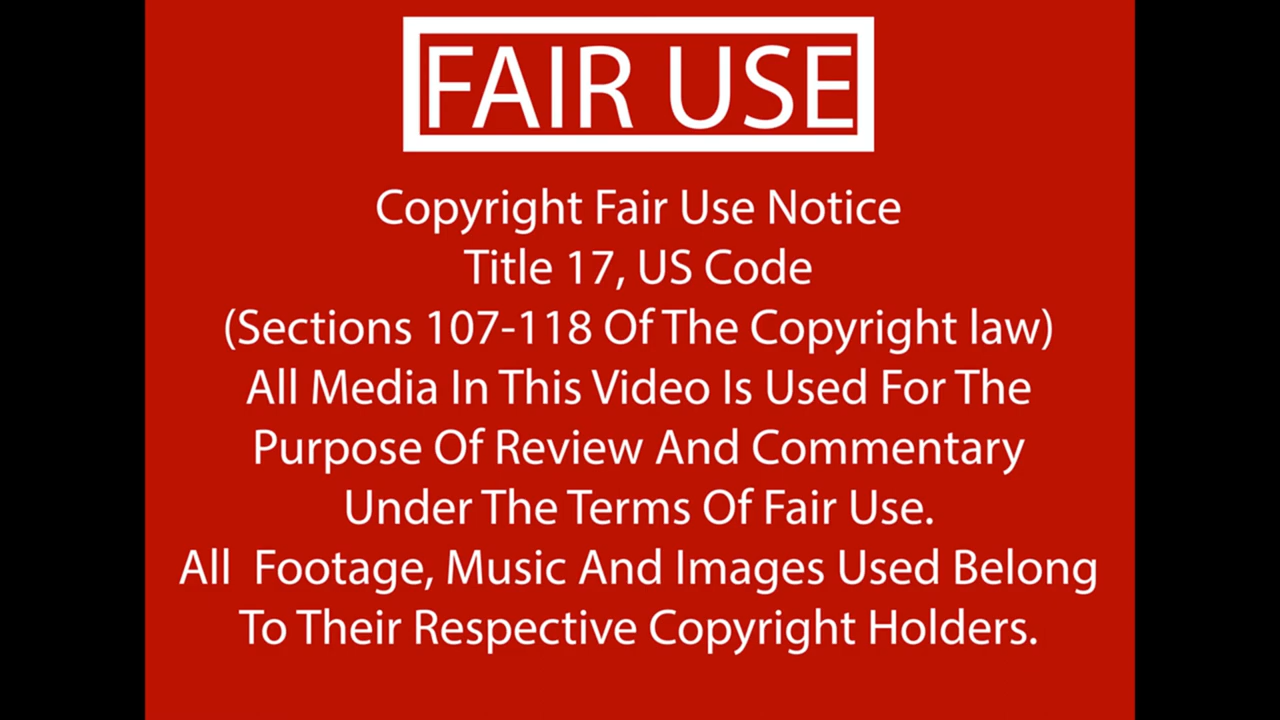 FAIR USE
Copyright Fair Use Notice
Title 17, US Code
(Sections 107-118 Of The Copyright law)
All Media In This Video Is Used For The
Purpose Of Review And Commentary
Under The Terms Of Fair Use.
All  Footage, Music And Images Used Belong
To Their Respective Copyright Holders.